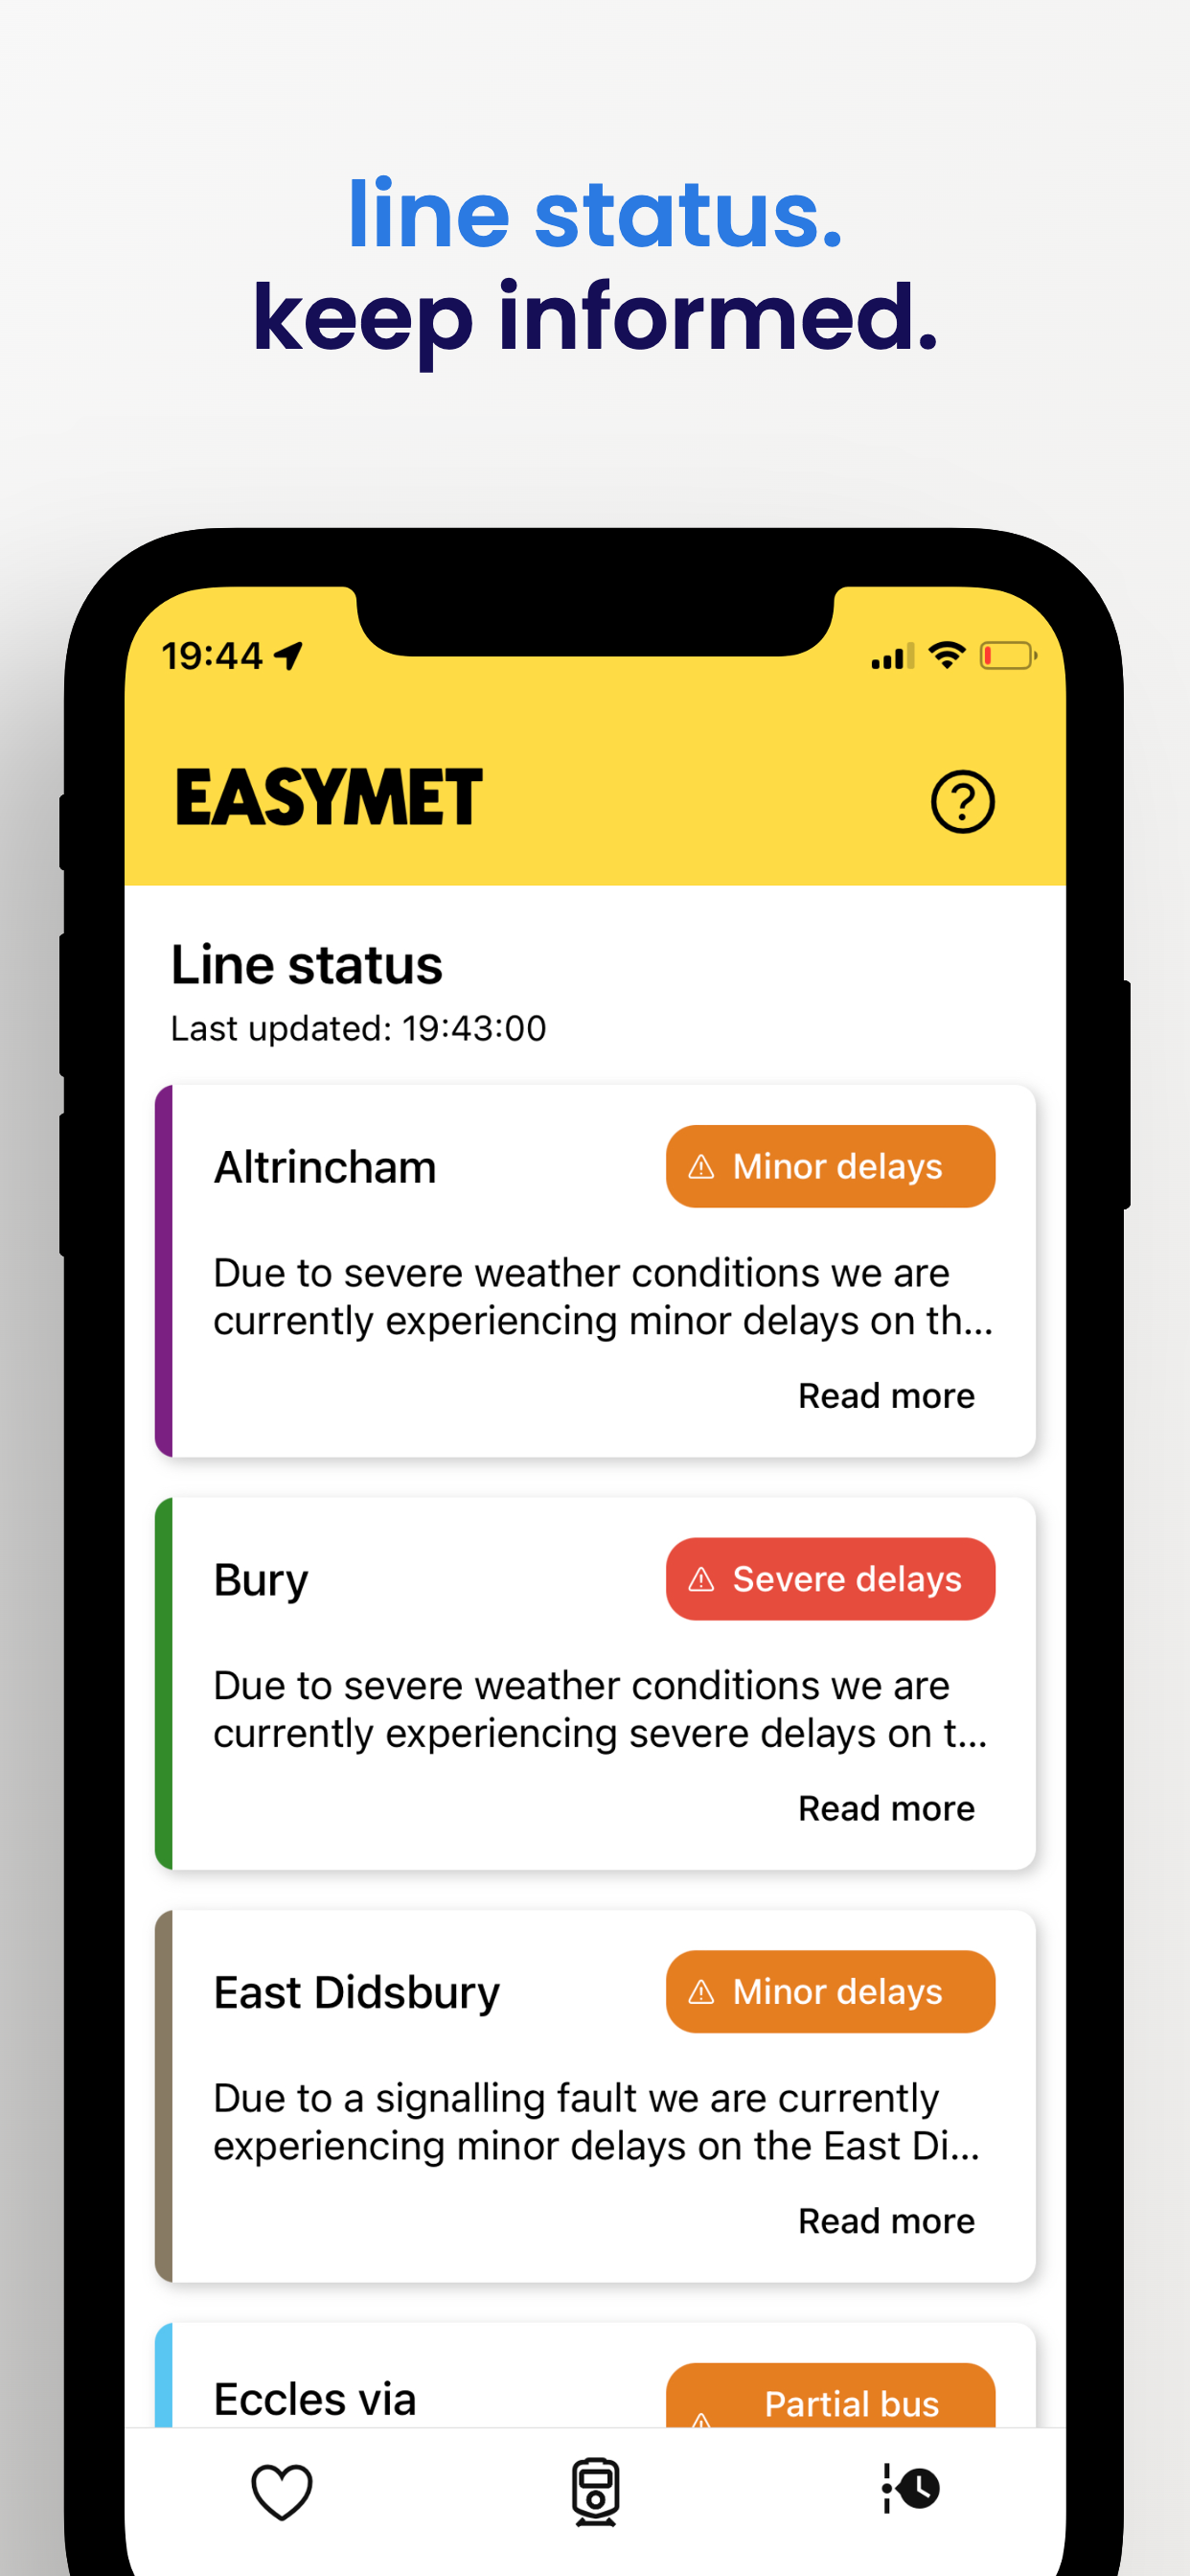 line status.
keep informed.
19:44
EASYMET
Line status
Last updated: 19:43:00
Altrincham
Minor delays
Due to severe weather conditions we are
currently experiencing minor delays on th...
Read more
Bury
Severe delays
Due to severe weather conditions we are
currently experiencing severe delays on t...
Read more
East Didsbury
Minor delays
Due to a signalling fault we are currently
experiencing minor delays on the East Di...
Read more
Eccles via
Partial bus